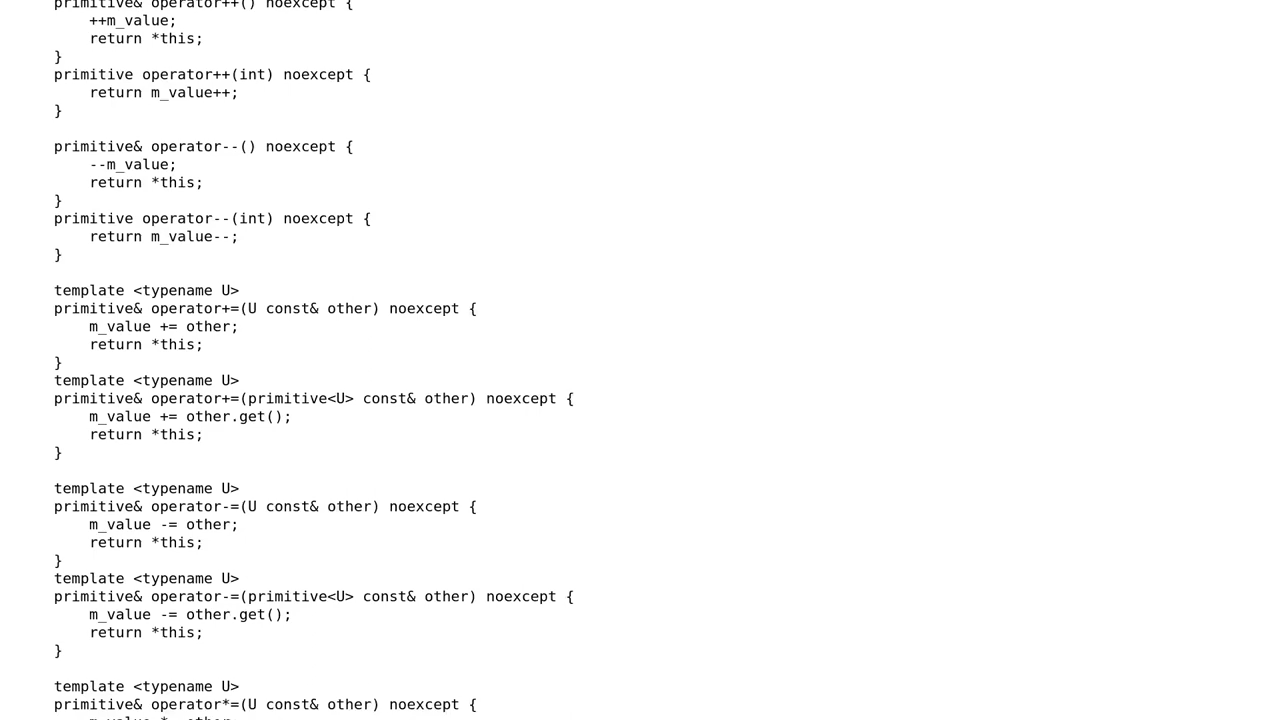 primitive& operator++() noexcept {
    ++m_value;
    return *this;
}
primitive operator++(int) noexcept {
    return m_value++;
}

primitive& operator--() noexcept {
    --m_value;
    return *this;
}
primitive operator--(int) noexcept {
    return m_value--;
}

template <typename U>
primitive& operator+=(U const& other) noexcept {
    m_value += other;
    return *this;
}
template <typename U>
primitive& operator+=(primitive<U> const& other) noexcept {
    m_value += other.get();
    return *this;
}

template <typename U>
primitive& operator-=(U const& other) noexcept {
    m_value -= other;
    return *this;
}
template <typename U>
primitive& operator-=(primitive<U> const& other) noexcept {
    m_value -= other.get();
    return *this;
}

template <typename U>
primitive& operator*=(U const& other) noexcept {